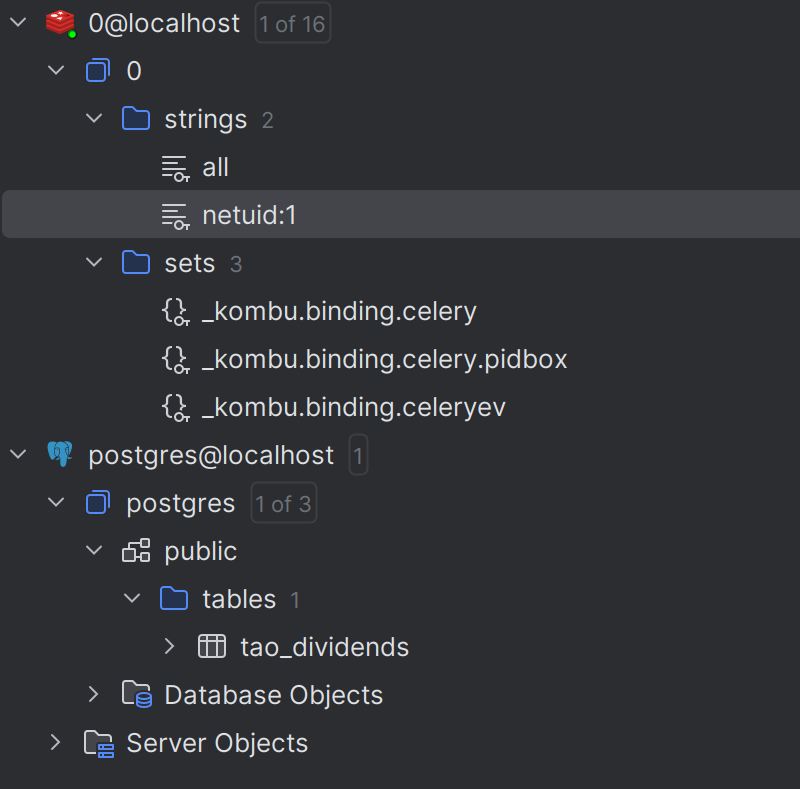 0@localhost 1 of 16
0
strings 2
all
netuid:1
sets 3
_kombu.binding.celery
_kombu.binding.celery.pidbox
_kombu.binding.celeryev
postgres@localhost 1
postgres 1 of 3
public
tables 1
tao_dividends
Database Objects
Server Objects